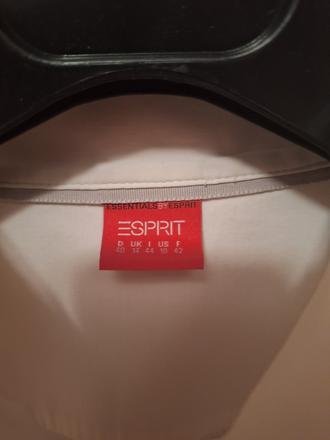 ESSENTIALS BY ESPRIT
ESPRIT
D UK I US F
40 14 44 10 42